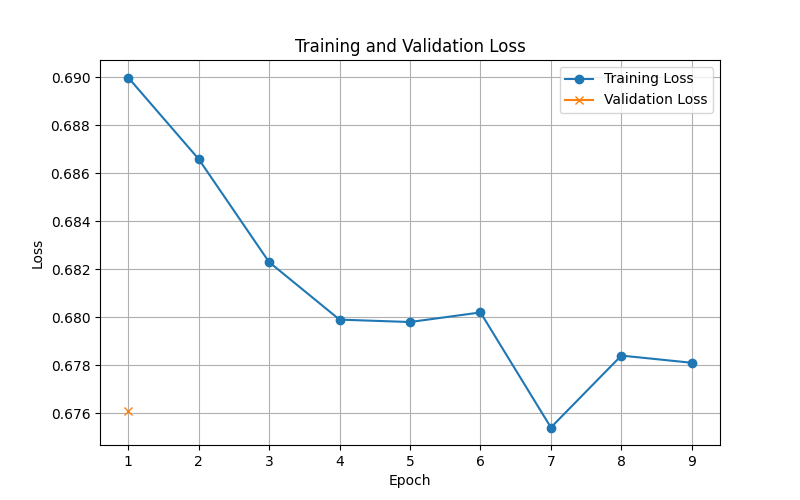 Training and Validation Loss
Training Loss
Validation Loss
0.690
0.688
0.686
0.684
0.682
0.680
0.678
0.676
Loss
1 2 3 4 5 6 7 8 9
Epoch